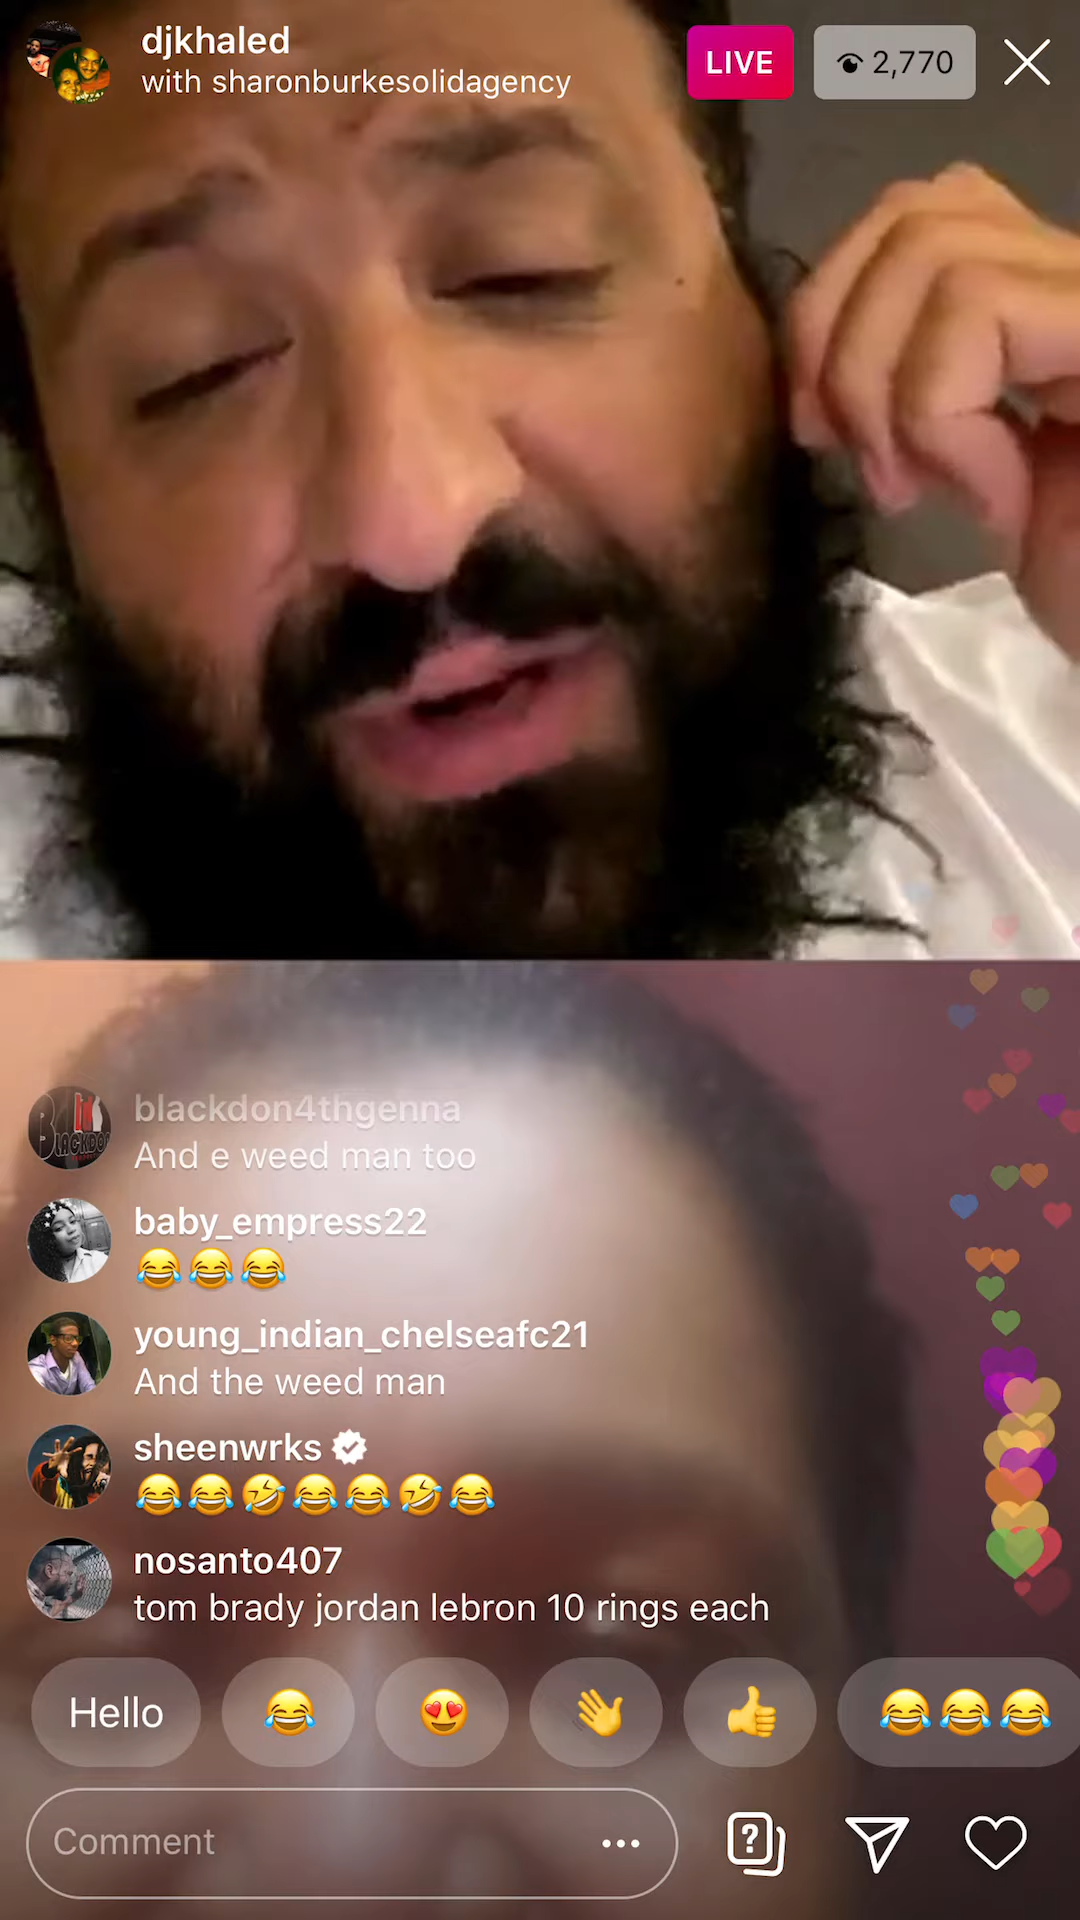 djkhaled
with sharonburkesolidagency
LIVE
2,770
BLACKDON
blackdon4thgenna
And e weed man too
baby_empress22
😂😂😂
young_indian_chelseafc21
And the weed man
sheenwrks
😂😂🤣😂😂🤣😂
nosanto407
tom brady jordan lebron 10 rings each
Hello 😂 😍 👋 👍 😂😂😂
Comment